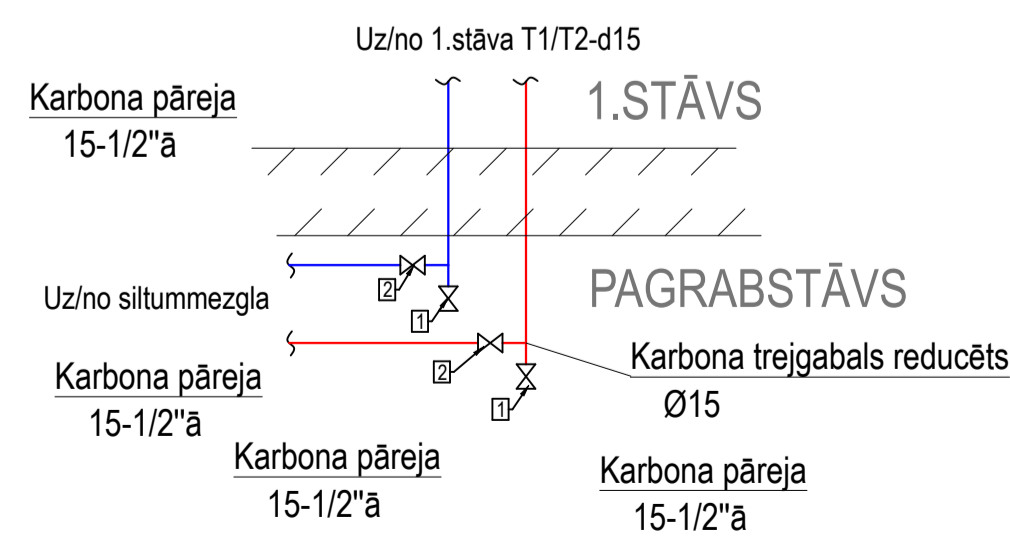 Uz/no 1.stāva T1/T2-d15
Karbona pāreja
15-1/2"ā
1.STĀVS
PAGRABSTĀVS
2
1
Uz/no siltummezgla
2
1
Karbona trejgabals reducēts
Ø15
Karbona pāreja
15-1/2"ā
Karbona pāreja
15-1/2"ā
Karbona pāreja
15-1/2"ā